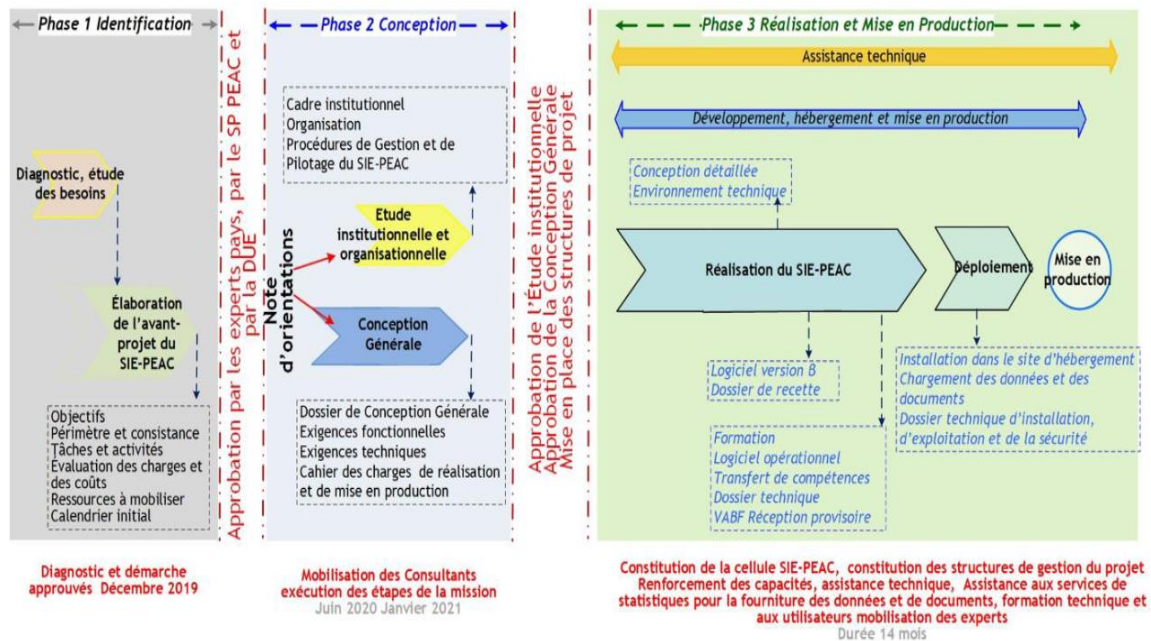 Phase 1 Identification
Diagnostic, étude
des besoins
Élaboration
de l'avant-
projet du
SIE-PEAC
Objectifs
Périmètre et consistance
Tâches et activités
Évaluation des charges et
des coûts
Ressources à mobiliser
Calendrier initial
Diagnostic et démarche
approuvés Décembre 2019
Approbation par les experts pays, par le SP PEAC et
par la DUE
Phase 2 Conception
Cadre institutionnel
Organisation
Procédures de Gestion et de
Pilotage du SIE-PEAC
Note
d'orientations
Etude
institutionnelle et
organisationnelle
Conception
Générale
Dossier de Conception Générale
Exigences fonctionnelles
Exigences techniques
Cahier des charges de réalisation
et de mise en production
Mobilisation des Consultants
exécution des étapes de la mission
Juin 2020 Janvier 2021
Approbation de l'Étude institutionnelle
Approbation de la Conception Générale
Mise en place des structures de projet
Phase 3 Réalisation et Mise en Production
Assistance technique
Développement, hébergement et mise en production
Conception détaillée
Environnement technique
Réalisation du SIE-PEAC
Déploiement
Mise en
production
Logiciel version B
Dossier de recette
Formation
Logiciel opérationnel
Transfert de compétences
Dossier technique
VABF Réception provisoire
Installation dans le site d'hébergement
Chargement des données et des
documents
Dossier technique d'installation,
d'exploitation et de la sécurité
Constitution de la cellule SIE-PEAC, constitution des structures de gestion du projet
Renforcement des capacités, assistance technique, Assistance aux services de
statistiques pour la fourniture des données et de documents, formation technique et
aux utilisateurs mobilisation des experts
Durée 14 mois